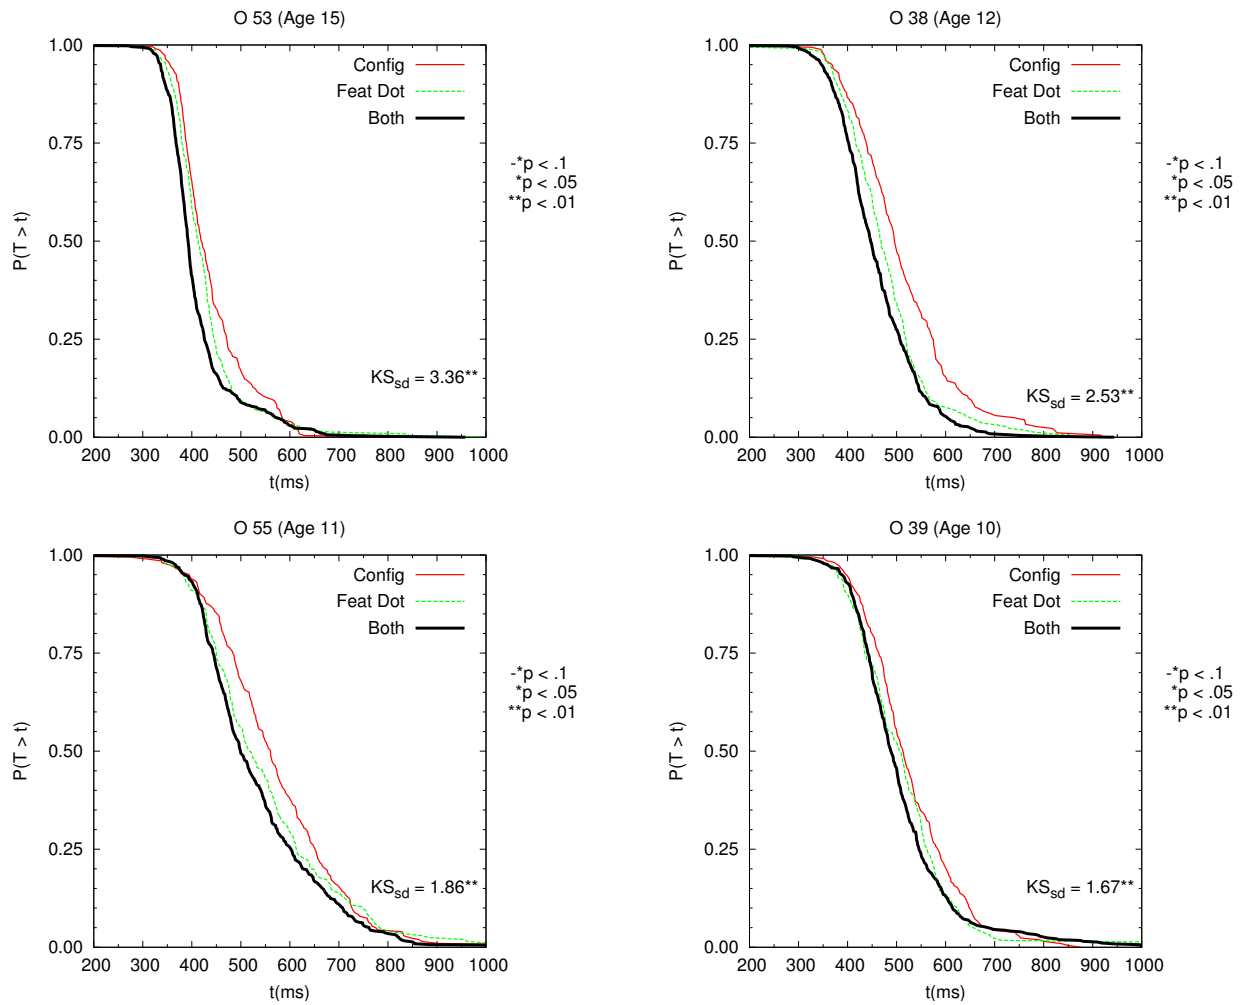 O 53 (Age 15)
1.00
0.75
0.50
0.25
0.00
P(T > t)
Config
Feat Dot
Both
KS_sd = 3.36**
200 300 400 500 600 700 800 900 1000
t(ms)
-*p < .1
*p < .05
**p < .01
O 38 (Age 12)
1.00
0.75
0.50
0.25
0.00
P(T > t)
Config
Feat Dot
Both
KS_sd = 2.53**
200 300 400 500 600 700 800 900 1000
t(ms)
-*p < .1
*p < .05
**p < .01
O 55 (Age 11)
1.00
0.75
0.50
0.25
0.00
P(T > t)
Config
Feat Dot
Both
KS_sd = 1.86**
200 300 400 500 600 700 800 900 1000
t(ms)
-*p < .1
*p < .05
**p < .01
O 39 (Age 10)
1.00
0.75
0.50
0.25
0.00
P(T > t)
Config
Feat Dot
Both
KS_sd = 1.67**
200 300 400 500 600 700 800 900 1000
t(ms)
-*p < .1
*p < .05
**p < .01